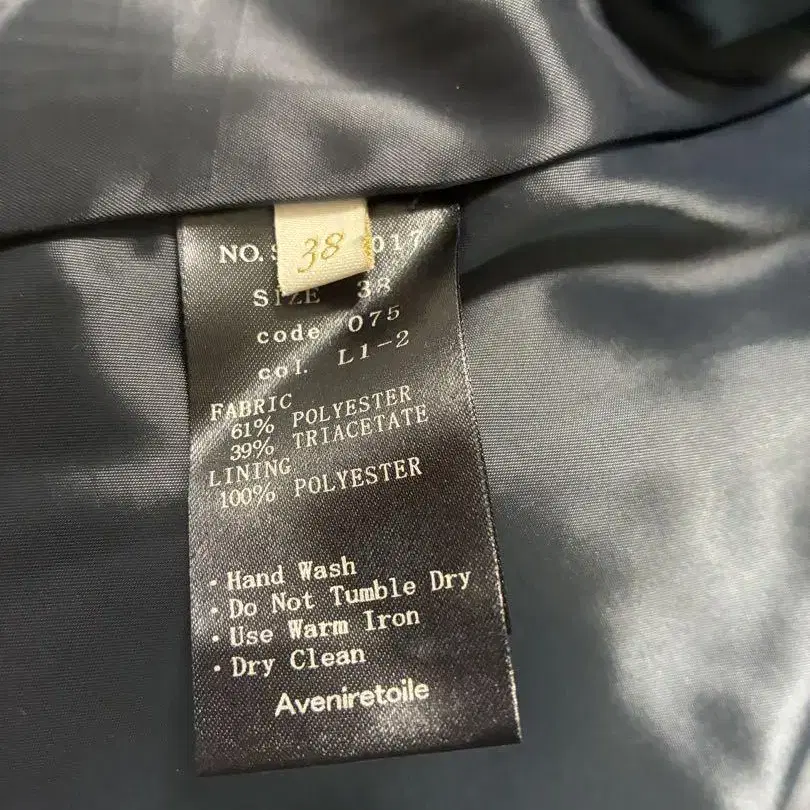 38
NO. 017
SIZE 38
code 075
col. L1-2
FABRIC
61% POLYESTER
39% TRIACETATE
LINING
100% POLYESTER
・Hand Wash
・Do Not Tumble Dry
・Use Warm Iron
・Dry Clean
Aveniretoile